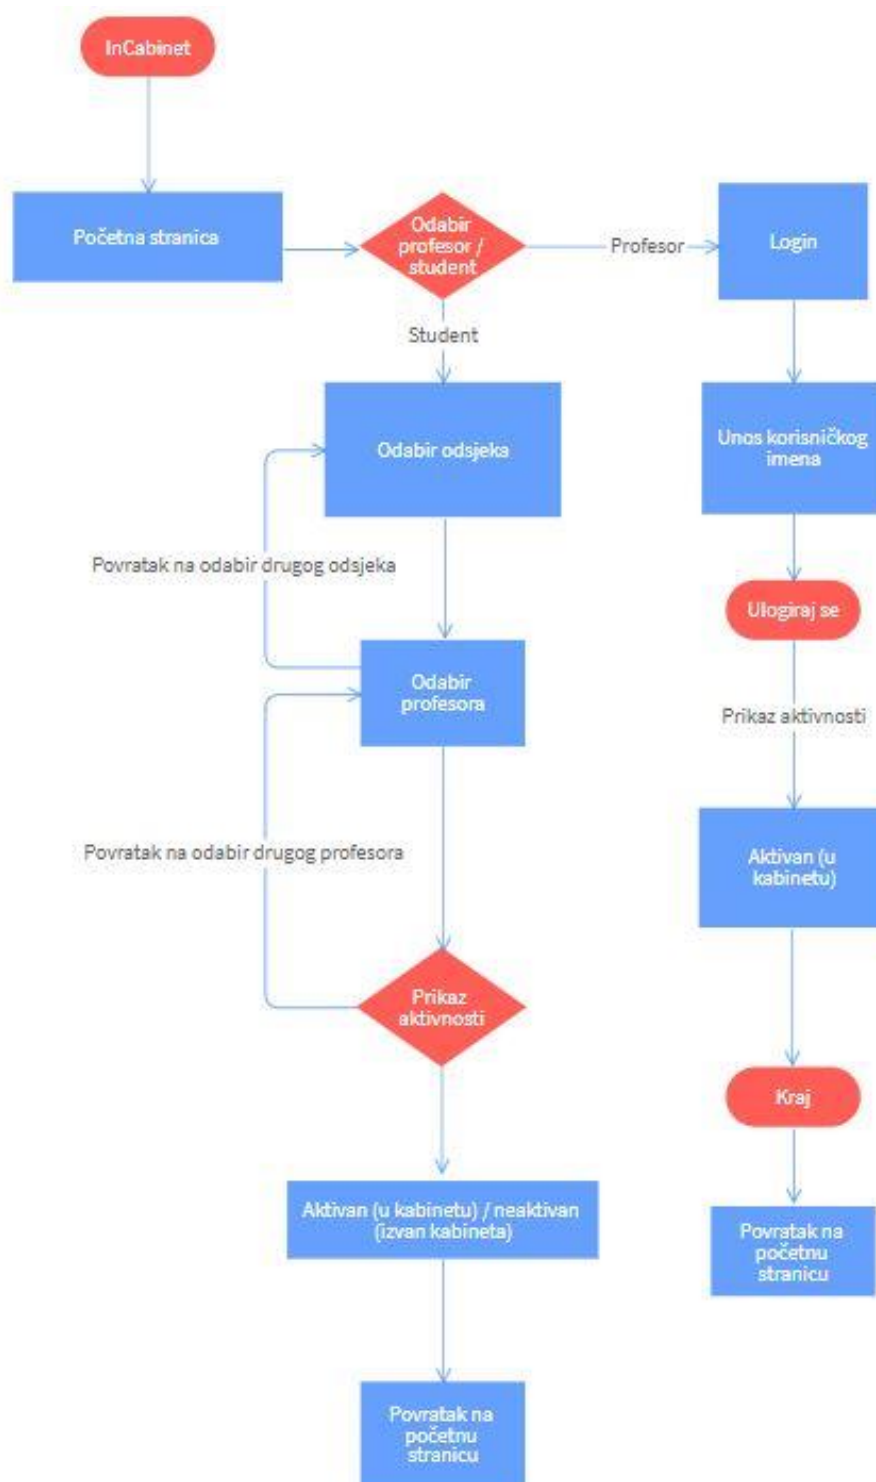 InCabinet
Početna stranica
Odabir
profesor /
student
Profesor
Login
Student
Odabir odsjeka
Unos korisničkog
imena
Povratak na odabir drugog odsjeka
Ulogiraj se
Odabir
profesora
Prikaz aktivnosti
Povratak na odabir drugog profesora
Aktivan (u
kabinetu)
Prikaz
aktivnosti
Kraj
Aktivan (u kabinetu) / neaktivan
(izvan kabineta)
Povratak na
početnu
stranicu
Povratak na
početnu
stranicu